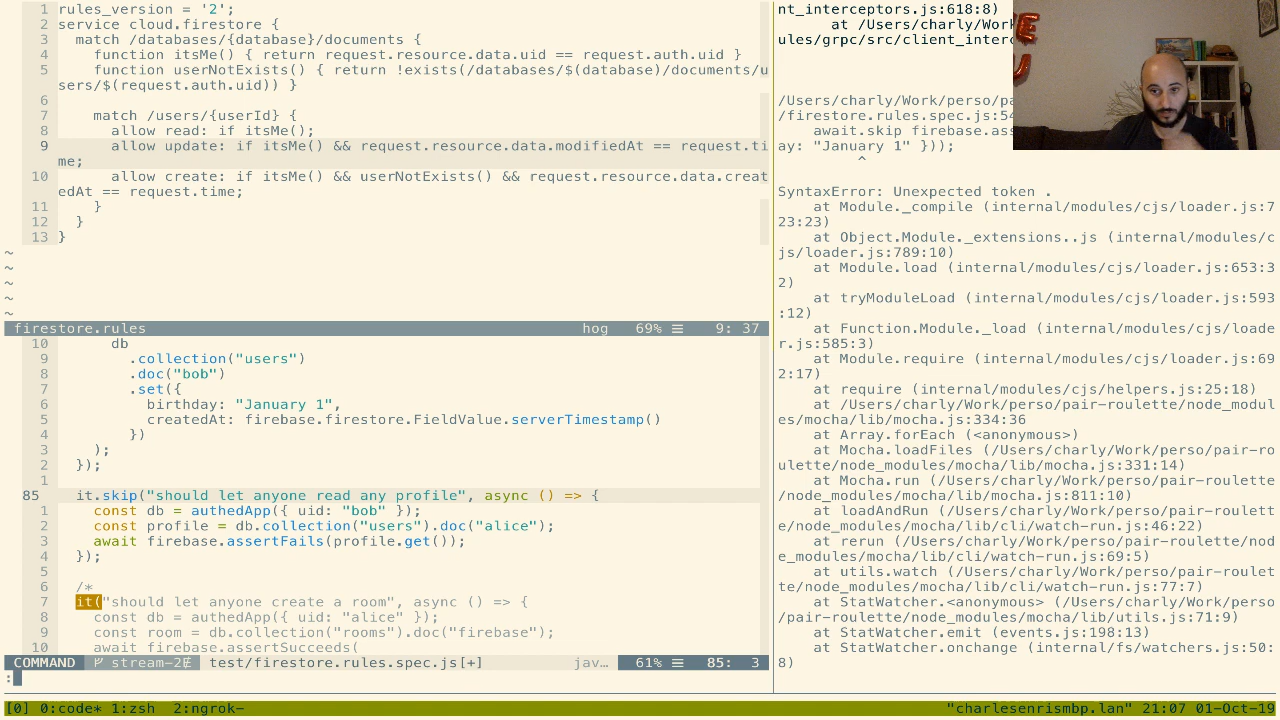 1 rules_version = '2';
2 service cloud.firestore {
3 match /databases/{database}/documents {
4 function itsMe() { return request.resource.data.uid == request.auth.uid }
5 function userNotExists() { return !exists(/databases/$(database)/documents/u
sers/$(request.auth.uid)) }
6
7 match /users/{userId} {
8 allow read: if itsMe();
9 allow update: if itsMe() && request.resource.data.modifiedAt == request.ti
me;
10 allow create: if itsMe() && userNotExists() && request.resource.data.creat
edAt == request.time;
11 }
12 }
13 }
~
~
~
~
~
firestore.rules hog 69% ☰ 9: 37
10 db
9 .collection("users")
8 .doc("bob")
7 .set({
6 birthday: "January 1",
5 createdAt: firebase.firestore.FieldValue.serverTimestamp()
4 })
3 );
2 });
1
85 it.skip("should let anyone read any profile", async () => {
1 const db = authedApp({ uid: "bob" });
2 const profile = db.collection("users").doc("alice");
3 await firebase.assertFails(profile.get());
4 });
5
6 /*
7 it("should let anyone create a room", async () => {
8 const db = authedApp({ uid: "alice" });
9 const room = db.collection("rooms").doc("firebase");
10 await firebase.assertSucceeds(
COMMAND stream-2 test/firestore.rules.spec.js[+] jav… 61% ☰ 85: 3
:
nt_interceptors.js:618:8)
at /Users/charly/Work
ules/grpc/src/client_interc
/Users/charly/Work/perso/pa
/firestore.rules.spec.js:54
await.skip firebase.ass
ay: "January 1" }));
^
SyntaxError: Unexpected token .
at Module._compile (internal/modules/cjs/loader.js:7
23:23)
at Object.Module._extensions..js (internal/modules/c
js/loader.js:789:10)
at Module.load (internal/modules/cjs/loader.js:653:3
2)
at tryModuleLoad (internal/modules/cjs/loader.js:593
:12)
at Function.Module._load (internal/modules/cjs/loade
r.js:585:3)
at Module.require (internal/modules/cjs/loader.js:69
2:17)
at require (internal/modules/cjs/helpers.js:25:18)
at /Users/charly/Work/perso/pair-roulette/node_modul
es/mocha/lib/mocha.js:334:36
at Array.forEach (<anonymous>)
at Mocha.loadFiles (/Users/charly/Work/perso/pair-ro
ulette/node_modules/mocha/lib/mocha.js:331:14)
at Mocha.run (/Users/charly/Work/perso/pair-roulette
/node_modules/mocha/lib/mocha.js:811:10)
at loadAndRun (/Users/charly/Work/perso/pair-roulett
e/node_modules/mocha/lib/cli/watch-run.js:46:22)
at rerun (/Users/charly/Work/perso/pair-roulette/nod
e_modules/mocha/lib/cli/watch-run.js:69:5)
at utils.watch (/Users/charly/Work/perso/pair-roulet
te/node_modules/mocha/lib/cli/watch-run.js:77:7)
at StatWatcher.<anonymous> (/Users/charly/Work/perso
/pair-roulette/node_modules/mocha/lib/utils.js:71:9)
at StatWatcher.emit (events.js:198:13)
at StatWatcher.onchange (internal/fs/watchers.js:50:
8)
[0] 0:code* 1:zsh 2:ngrok- "charlesenrismbp.lan" 21:07 01-Oct-19